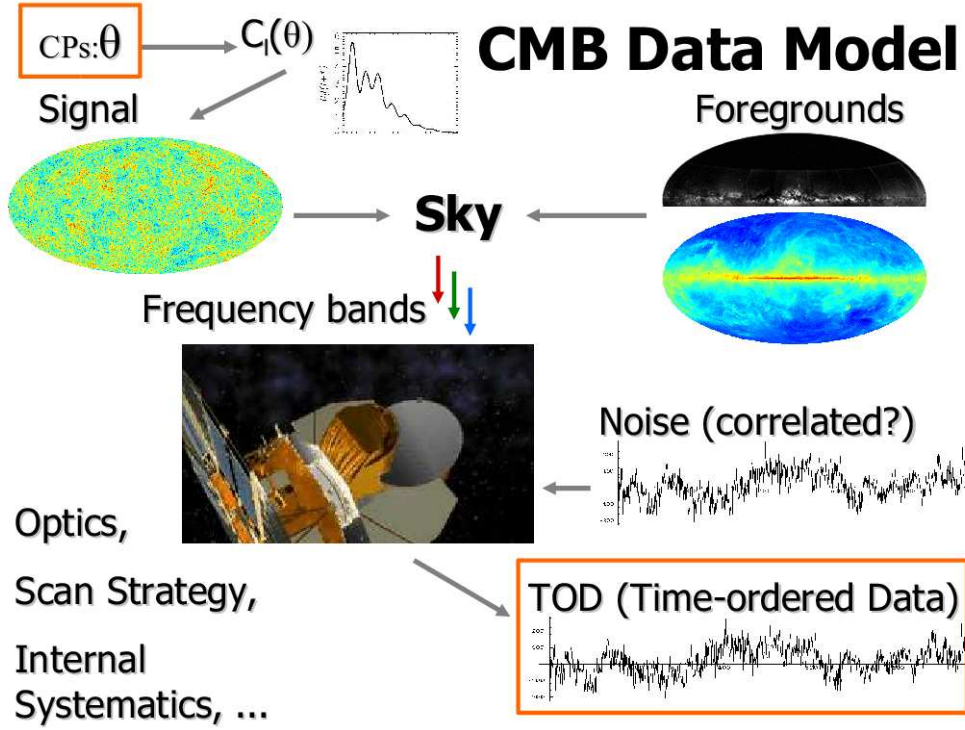 CPs:θ
C_l(θ)
CMB Data Model
Signal
Foregrounds
Sky
Frequency bands
Noise (correlated?)
Optics,
Scan Strategy,
Internal
Systematics, ...
TOD (Time-ordered Data)